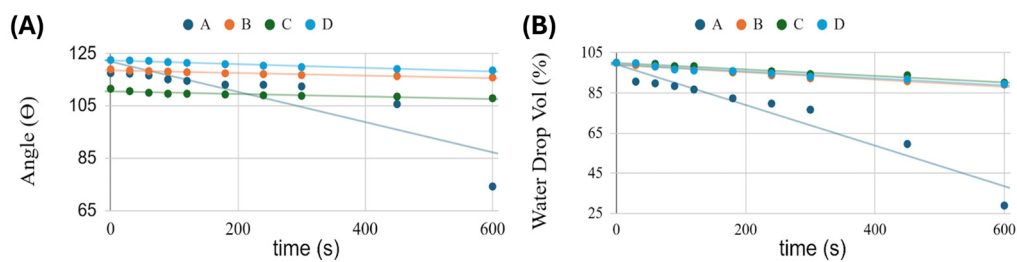 (A)
A B C D
125
105
85
65
Angle (Θ)
0 200 400 600
time (s)
(B)
A B C D
105
85
65
45
25
Water Drop Vol (%)
0 200 400 600
time (s)